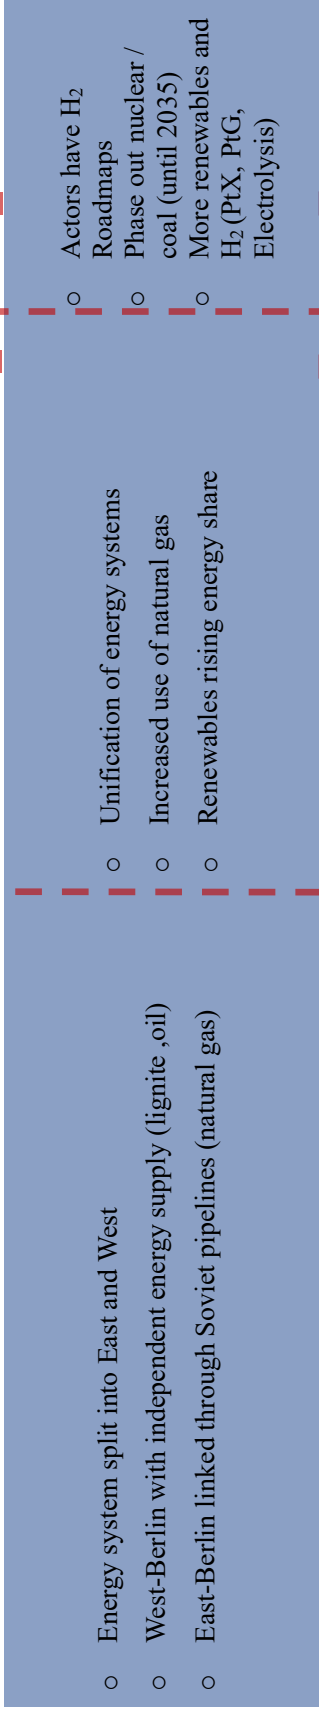 ○ Energy system split into East and West
○ West-Berlin with independent energy supply (lignite ,oil)
○ East-Berlin linked through Soviet pipelines (natural gas)
○ Unification of energy systems
○ Increased use of natural gas
○ Renewables rising energy share
○ Actors have H₂
Roadmaps
○ Phase out nuclear /
coal (until 2035)
○ More renewables and
H₂ (PtX, PtG,
Electrolysis)